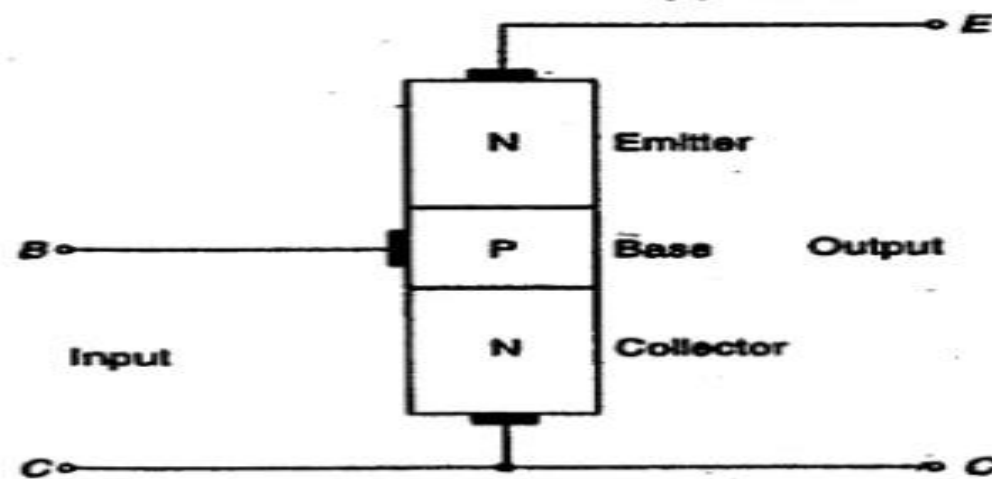 E
N Emitter
B P Base Output
N Collector
Input
C C